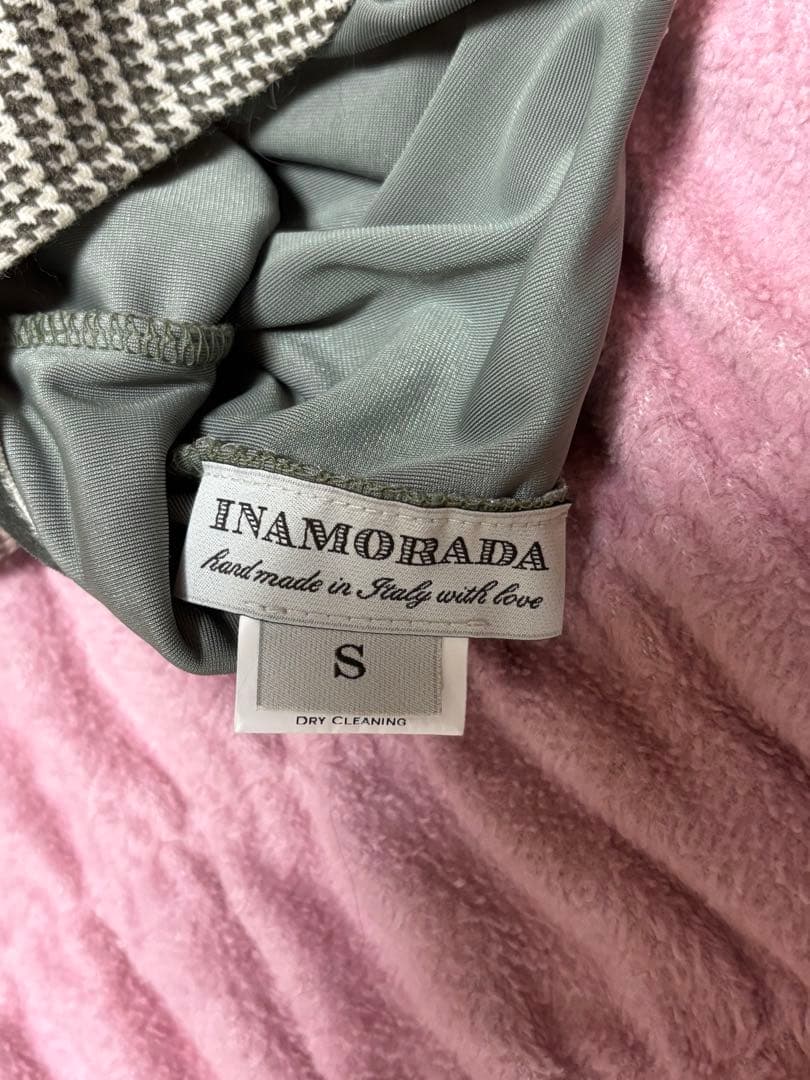 INAMORADA
hand made in Italy with love
S
DRY CLEANING